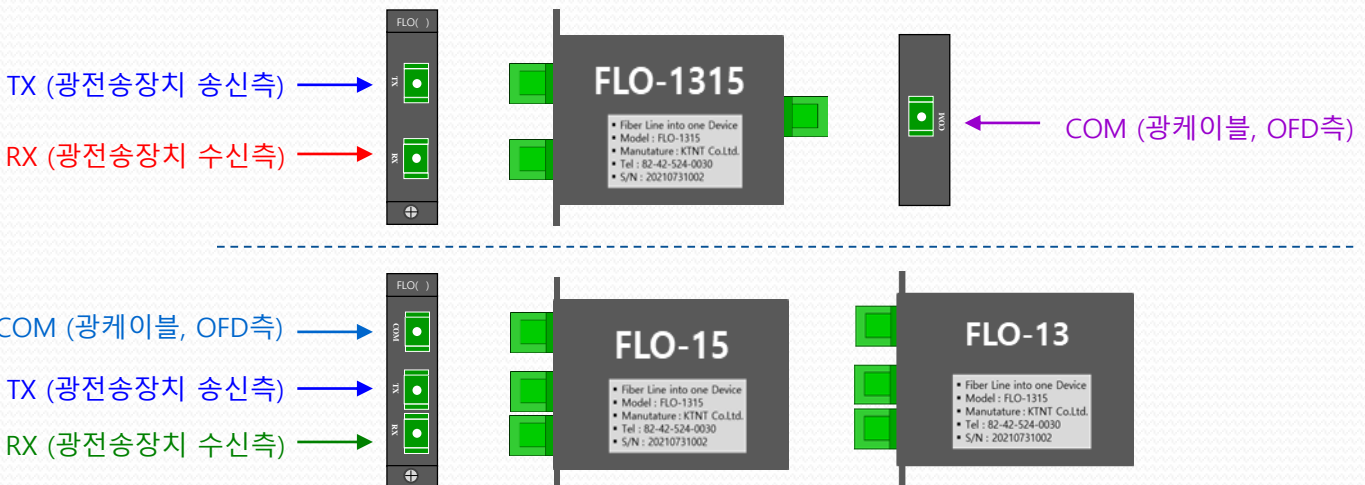 FLO( )
TX (광전송장치 송신측)
TX
RX (광전송장치 수신측)
RX
FLO-1315
▪ Fiber Line into one Device
▪ Model : FLO-1315
▪ Manutature : KTNT Co.Ltd.
▪ Tel : 82-42-524-0030
▪ S/N : 20210731002
COM
COM (광케이블, OFD측)
FLO( )
COM (광케이블, OFD측)
COM
TX (광전송장치 송신측)
TX
RX (광전송장치 수신측)
RX
FLO-15
▪ Fiber Line into one Device
▪ Model : FLO-1315
▪ Manutature : KTNT Co.Ltd.
▪ Tel : 82-42-524-0030
▪ S/N : 20210731002
FLO-13
▪ Fiber Line into one Device
▪ Model : FLO-1315
▪ Manutature : KTNT Co.Ltd.
▪ Tel : 82-42-524-0030
▪ S/N : 20210731002